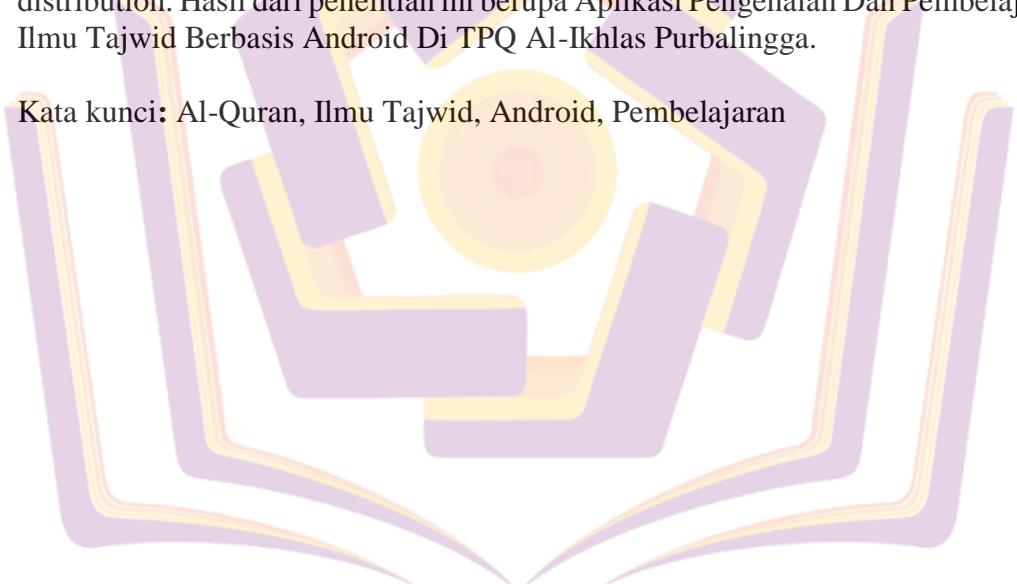 distribution. Hasil dari penelitian ini berupa Aplikasi Pengenalan Dan
Ilmu Tajwid Berbasis Android Di TPQ Al-Ikhlas Purbalingga.
Kata kunci: Al-Quran, Ilmu Tajwid, Android, Pembelajaran